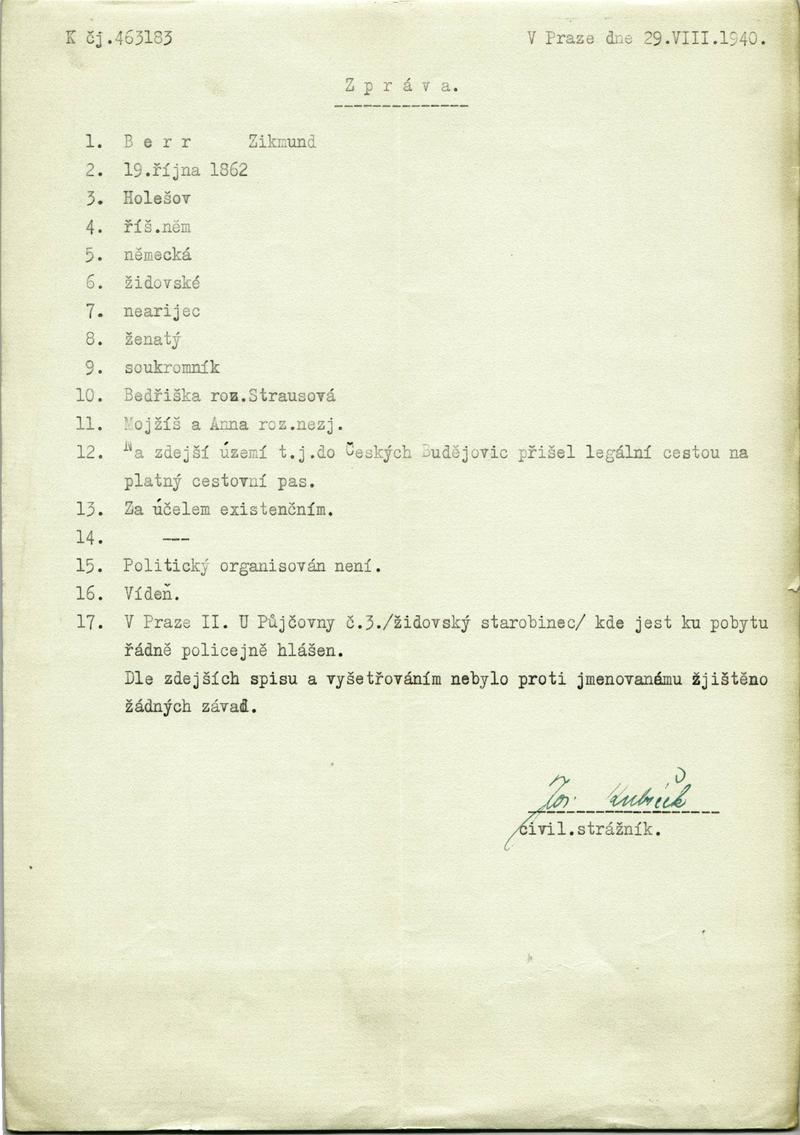 K čj.463183 V Praze dne 29.VIII.1940.
Z p r á v a.
1. B e r r Zikmund
2. 19.října 1862
3. Holešov
4. říš.něm
5. německá
6. židovské
7. nearijec
8. ženatý
9. soukromník
10. Bedřiška roz.Strausová
11. Mojžíš a Anna roz.nezj.
12. Na zdejší území t.j.do Českých Budějovic přišel legální cestou na
platný cestovní pas.
13. Za účelem existenčním.
14. ——
15. Politický organisován není.
16. Vídeň.
17. V Praze II. U Půjčovny č.3./židovský starobinec/ kde jest ku pobytu
řádně policejně hlášen.
Dle zdejších spisu a vyšetřováním nebylo proti jmenovanému žjištěno
žádných závad.
Jos.
civil.strážník.